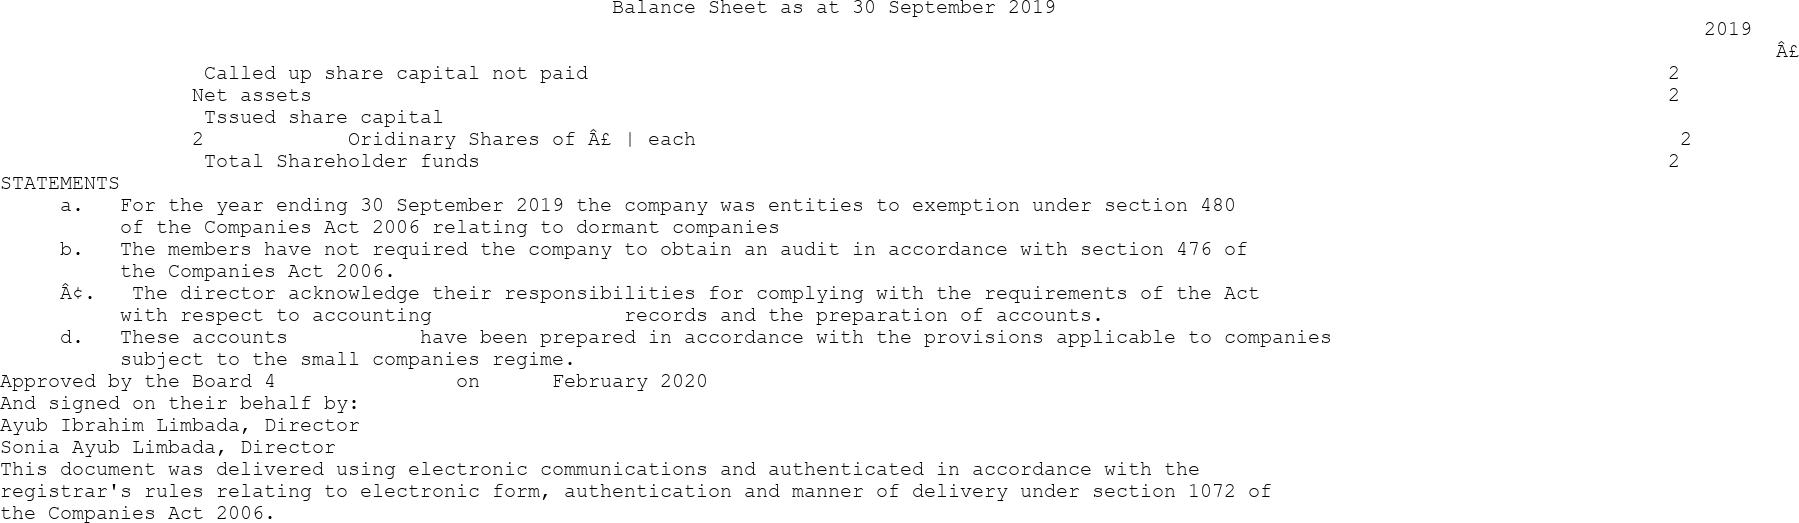 Balance Sheet as at 30 September 2019
2019
Â£
Called up share capital not paid 2
Net assets 2
Tssued share capital
2 Oridinary Shares of Â£ | each 2
Total Shareholder funds 2
STATEMENTS
a. For the year ending 30 September 2019 the company was entities to exemption under section 480
of the Companies Act 2006 relating to dormant companies
b. The members have not required the company to obtain an audit in accordance with section 476 of
the Companies Act 2006.
Â¢. The director acknowledge their responsibilities for complying with the requirements of the Act
with respect to accounting records and the preparation of accounts.
d. These accounts have been prepared in accordance with the provisions applicable to companies
subject to the small companies regime.
Approved by the Board 4 on February 2020
And signed on their behalf by:
Ayub Ibrahim Limbada, Director
Sonia Ayub Limbada, Director
This document was delivered using electronic communications and authenticated in accordance with the
registrar's rules relating to electronic form, authentication and manner of delivery under section 1072 of
the Companies Act 2006.